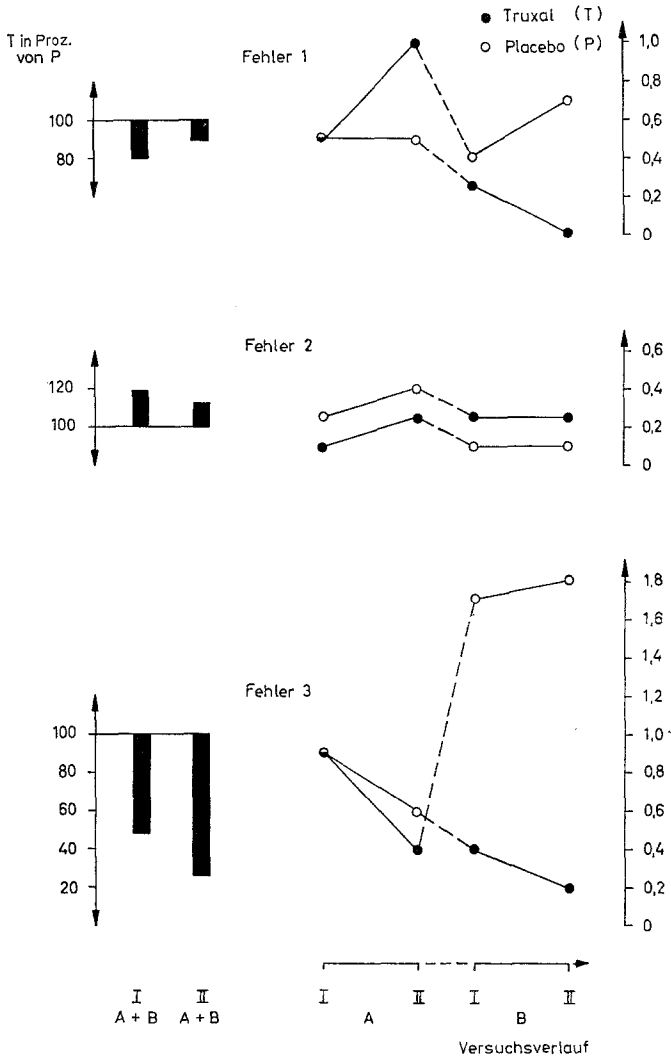 T in Proz.
von P
Fehler 1
● Truxal (T)
○ Placebo (P)
100
80
1,0
0,8
0,6
0,4
0,2
0
Fehler 2
120
100
0,6
0,4
0,2
0
Fehler 3
100
80
60
40
20
1,8
1,6
1,4
1,2
1,0
0,8
0,6
0,4
0,2
0
I II I II I II
A + B A + B A B
Versuchsverlauf